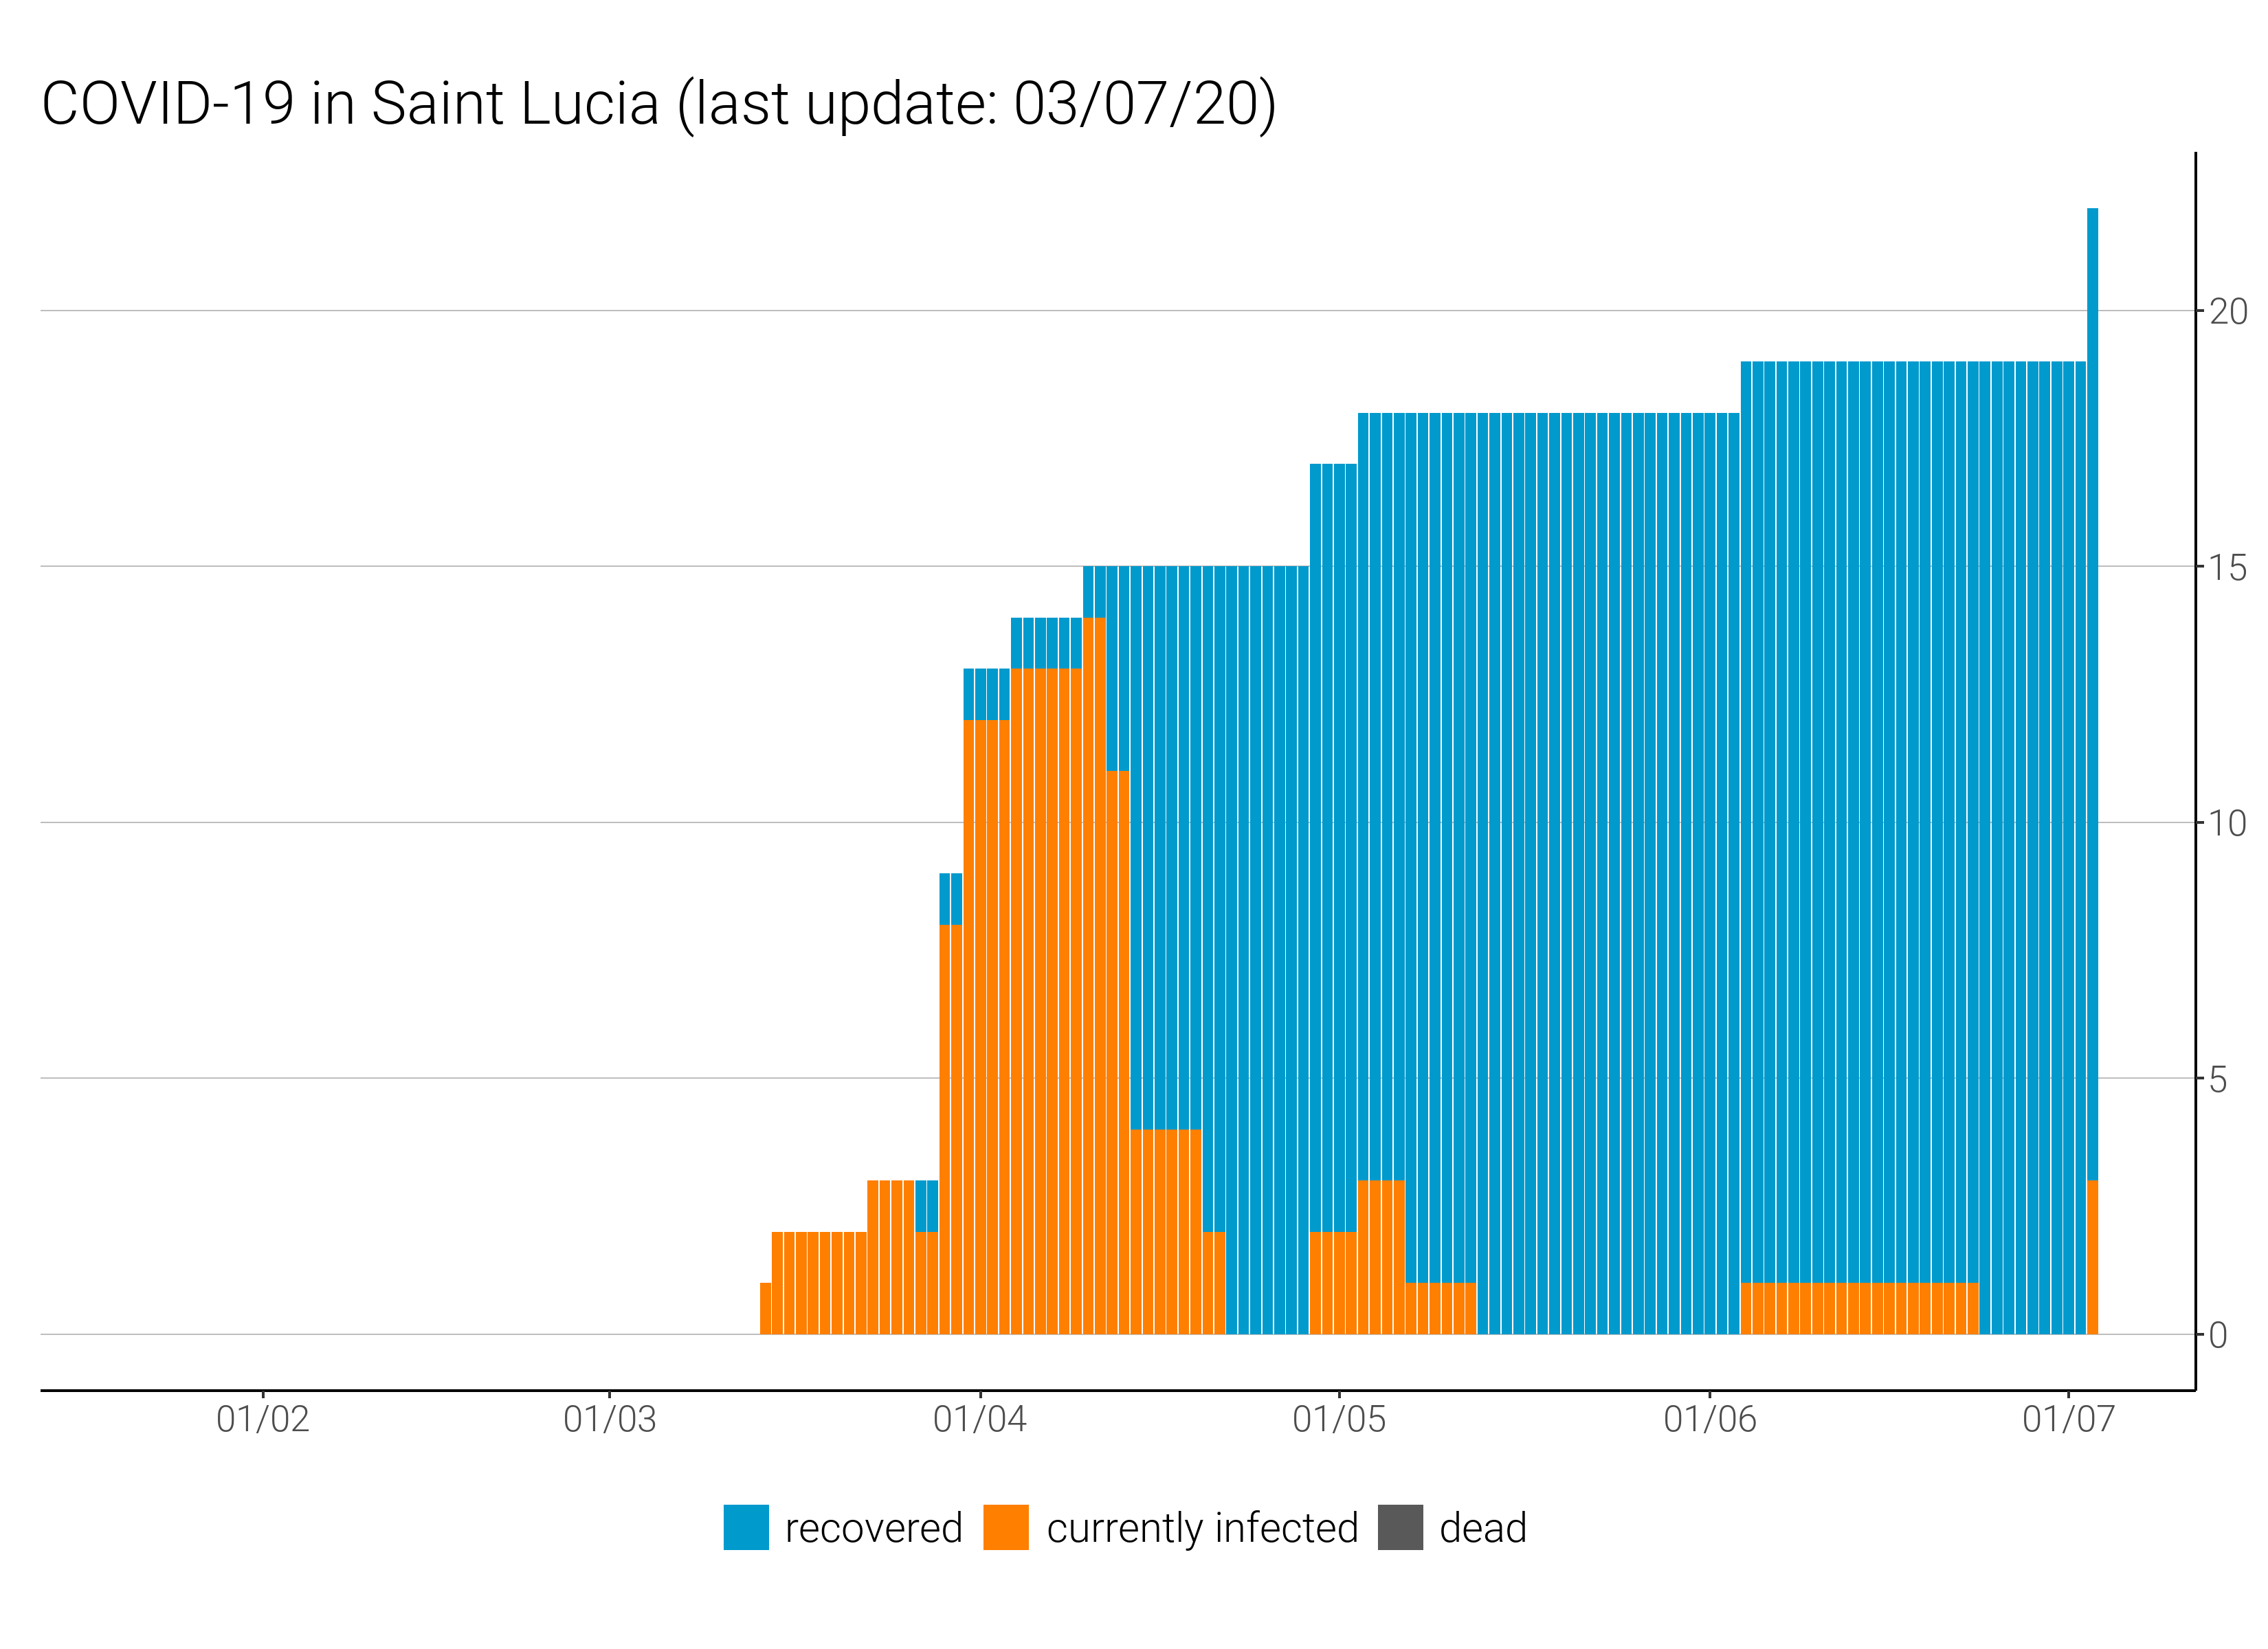 COVID-19 in Saint Lucia (last update: 03/07/20)
20
15
10
5
0
01/02 01/03 01/04 01/05 01/06 01/07
recovered currently infected dead